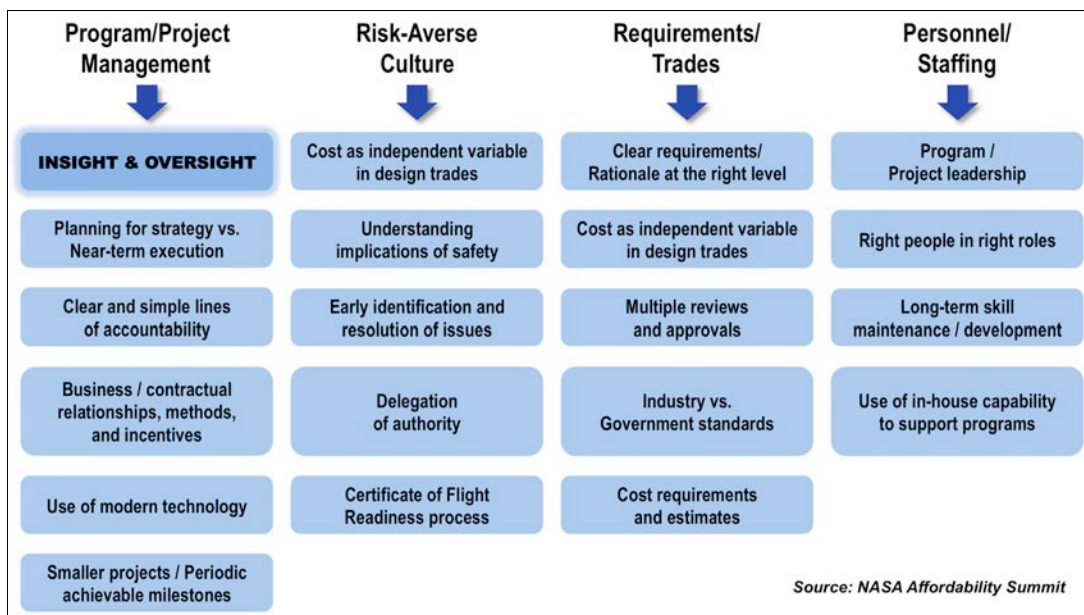 Program/Project
Management
Risk-Averse
Culture
Requirements/
Trades
Personnel/
Staffing
INSIGHT & OVERSIGHT
Planning for strategy vs.
Near-term execution
Clear and simple lines
of accountability
Business / contractual
relationships, methods,
and incentives
Use of modern technology
Smaller projects / Periodic
achievable milestones
Cost as independent variable
in design trades
Understanding
implications of safety
Early identification and
resolution of issues
Delegation
of authority
Certificate of Flight
Readiness process
Clear requirements/
Rationale at the right level
Cost as independent variable
in design trades
Multiple reviews
and approvals
Industry vs.
Government standards
Cost requirements
and estimates
Program /
Project leadership
Right people in right roles
Long-term skill
maintenance / development
Use of in-house capability
to support programs
Source: NASA Affordability Summit